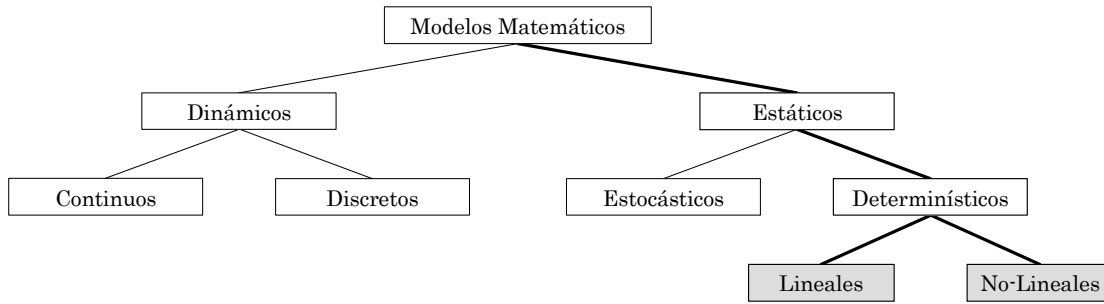 Modelos Matemáticos
Dinámicos
Estáticos
Continuos
Discretos
Estocásticos
Determinísticos
Lineales
No-Lineales